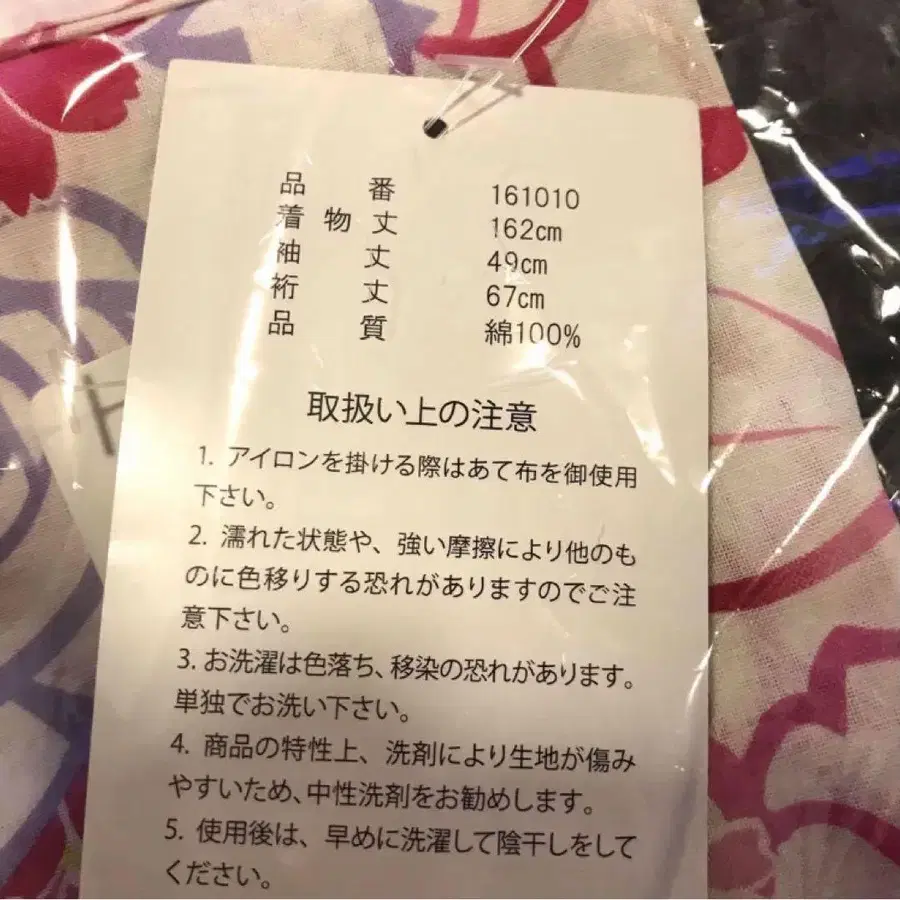 品番 161010
着物丈 162cm
袖丈 49cm
裄丈 67cm
品質 綿100%
取扱い上の注意
1. アイロンを掛ける際はあて布を御使用
下さい。
2. 濡れた状態や、強い摩擦により他のも
のに色移りする恐れがありますのでご注
意下さい。
3. お洗濯は色落ち、移染の恐れがあります。
単独でお洗い下さい。
4. 商品の特性上、洗剤により生地が傷み
やすいため、中性洗剤をお勧めします。
5. 使用後は、早めに洗濯して陰干しをして
ください。